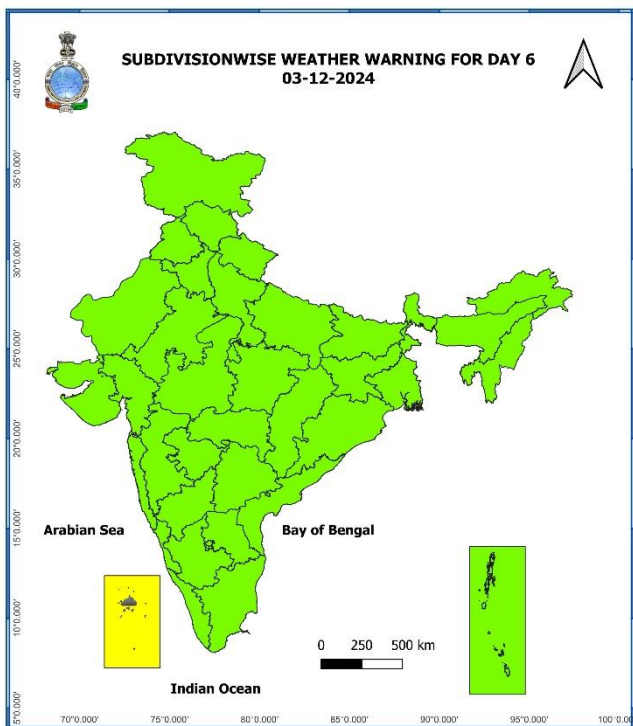 SUBDIVISIONWISE WEATHER WARNING FOR DAY 6
03-12-2024
40°0.000'
35°0.000'
30°0.000'
25°0.000'
20°0.000'
15°0.000'
10°0.000'
5°0.000'
Arabian Sea
Bay of Bengal
0 250 500 km
Indian Ocean
70°0.000' 75°0.000' 80°0.000' 85°0.000' 90°0.000' 95°0.000' 100°0.0